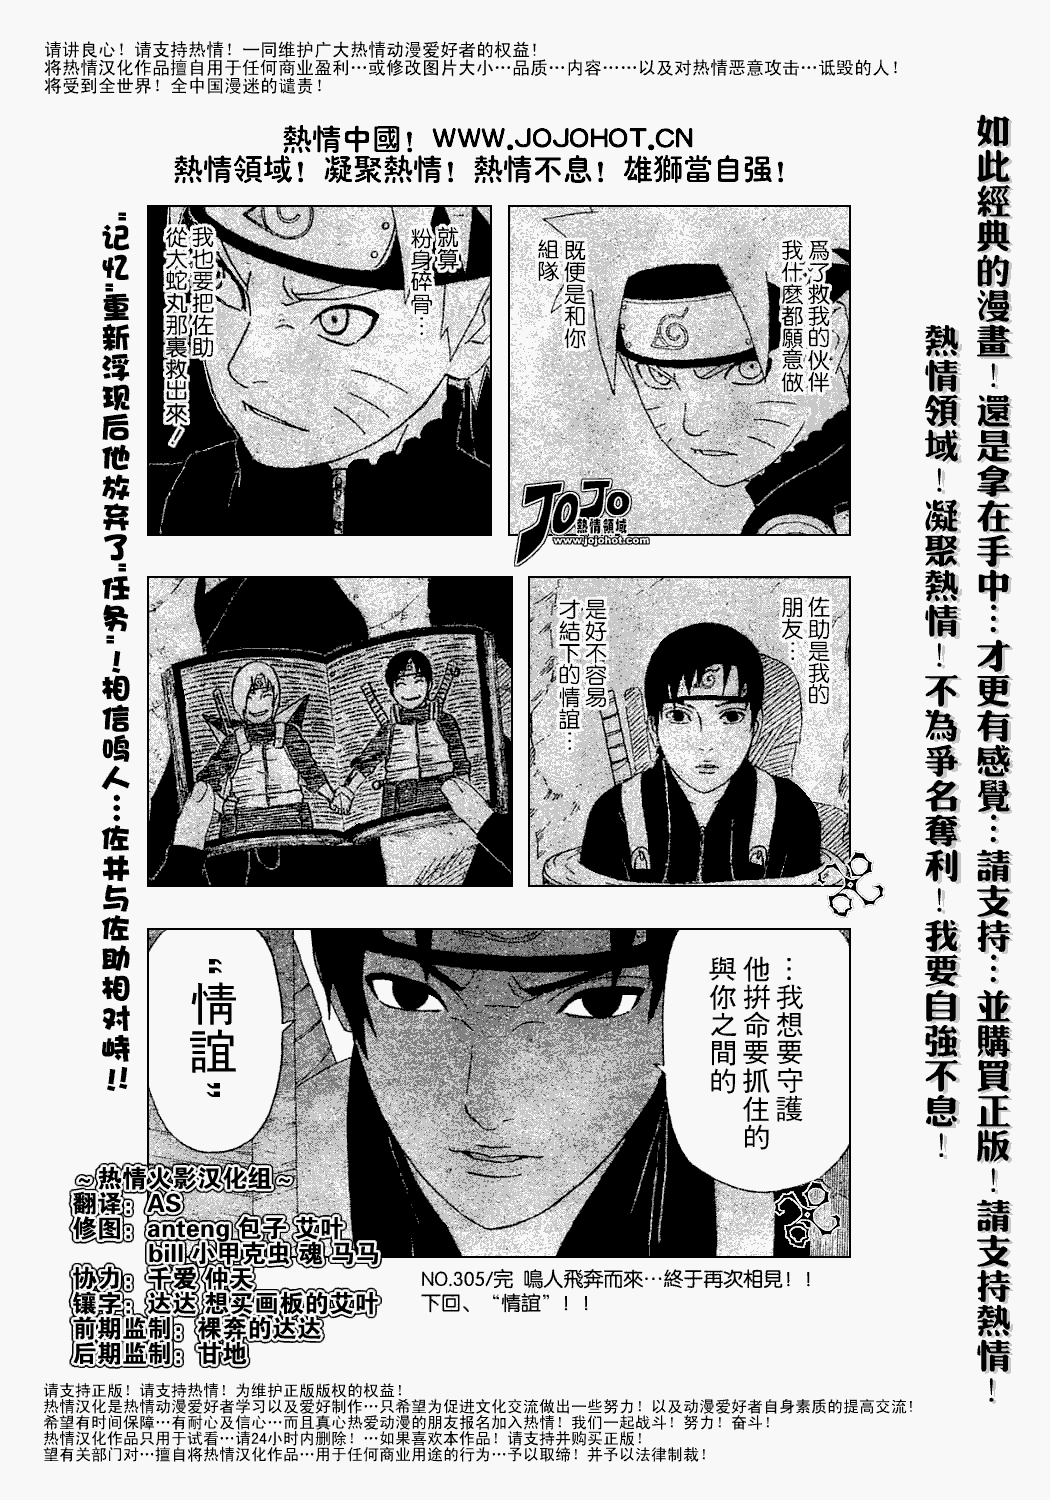 请讲良心！请支持热情！一同维护广大热情动漫爱好者的权益！
将热情汉化作品擅自用于任何商业盈利…或修改图片大小…品质…内容……以及对热情恶意攻击…诋毁的人！
将受到全世界！全中国漫迷的谴责！
熱情中國！WWW.JOJOHOT.CN
熱情領域！凝聚熱情！熱情不息！雄獅當自强！
如此經典的漫畫！還是拿在手中…才更有感覺…請支持…並購買正版！請支持熱情！
熱情領域！凝聚熱情！不為爭名奪利！我要自強不息！
爲了救我的伙伴
我什麽都願意做
既便是和你
組隊
就算
粉身碎骨…
我也要把佐助
從大蛇丸那裏救出來！
JOJO
熱情領域
www.jojohot.com
佐助是我的
朋友…
是好不容易
才結下的情誼…
…我想要守護
他拚命要抓住的
與你之間的
“情誼”
“记忆”重新浮现后他放弃了“任务”！相信鸣人…佐井与佐助相对峙!!
～热情火影汉化组～
翻译：AS
修图：anteng 包子 艾叶
bill 小甲克虫 魂 马马
协力：千爱 仲天
镶字：达达 想买画板的艾叶
前期监制：裸奔的达达
后期监制：甘地
NO.305/完 鳴人飛奔而來…終于再次相見！！
下回、“情誼”！！
请支持正版！请支持热情！为维护正版版权的权益！
热情汉化是热情动漫爱好者学习以及爱好制作…只希望为促进文化交流做出一些努力！以及动漫爱好者自身素质的提高交流！
希望有时间保障…有耐心及信心…而且真心热爱动漫的朋友报名加入热情！我们一起战斗！努力！奋斗！
热情汉化作品只用于试看…请24小时内删除！…如果喜欢本作品！请支持并购买正版！
望有关部门对…擅自将热情汉化作品…用于任何商业用途的行为…予以取缔！并予以法律制裁！